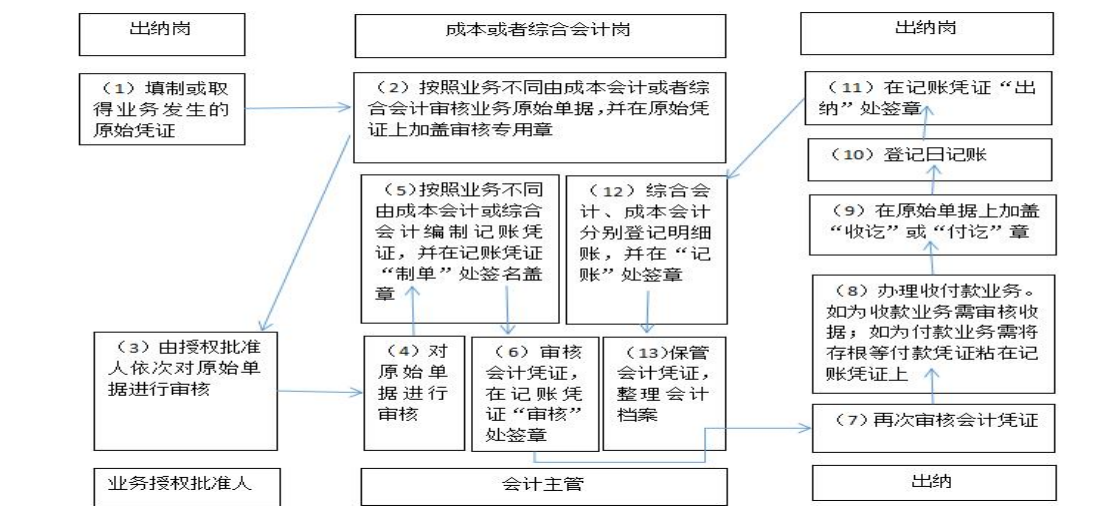 出纳岗
成本或者综合会计岗
出纳岗
（1）填制或取
得业务发生的
原始凭证
（2）按照业务不同由成本会计或者综
合会计审核业务原始单据，并在原始凭
证上加盖审核专用章
（11）在记账凭证“出
纳”处签章
（10）登记日记账
（5）按照业务不同
由成本会计或综合
会计编制记账凭
证，并在记账凭证
“制单”处签名盖
章
（12）综合会
计、成本会计
分别登记明细
账，并在“记
账”处签章
（9）在原始单据上加盖
“收讫”或“付讫”章
（8）办理收付款业务。
如为收款业务需审核收
据；如为付款业务需将
存根等付款凭证粘在记
账凭证上
（3）由授权批准
人依次对原始单
据进行审核
（4）对
原始单
据进行
审核
（6）审核
会计凭证，
在记账凭
证“审核”
处签章
（13）保管
会计凭证，
整理会计
档案
（7）再次审核会计凭证
业务授权批准人
会计主管
出纳